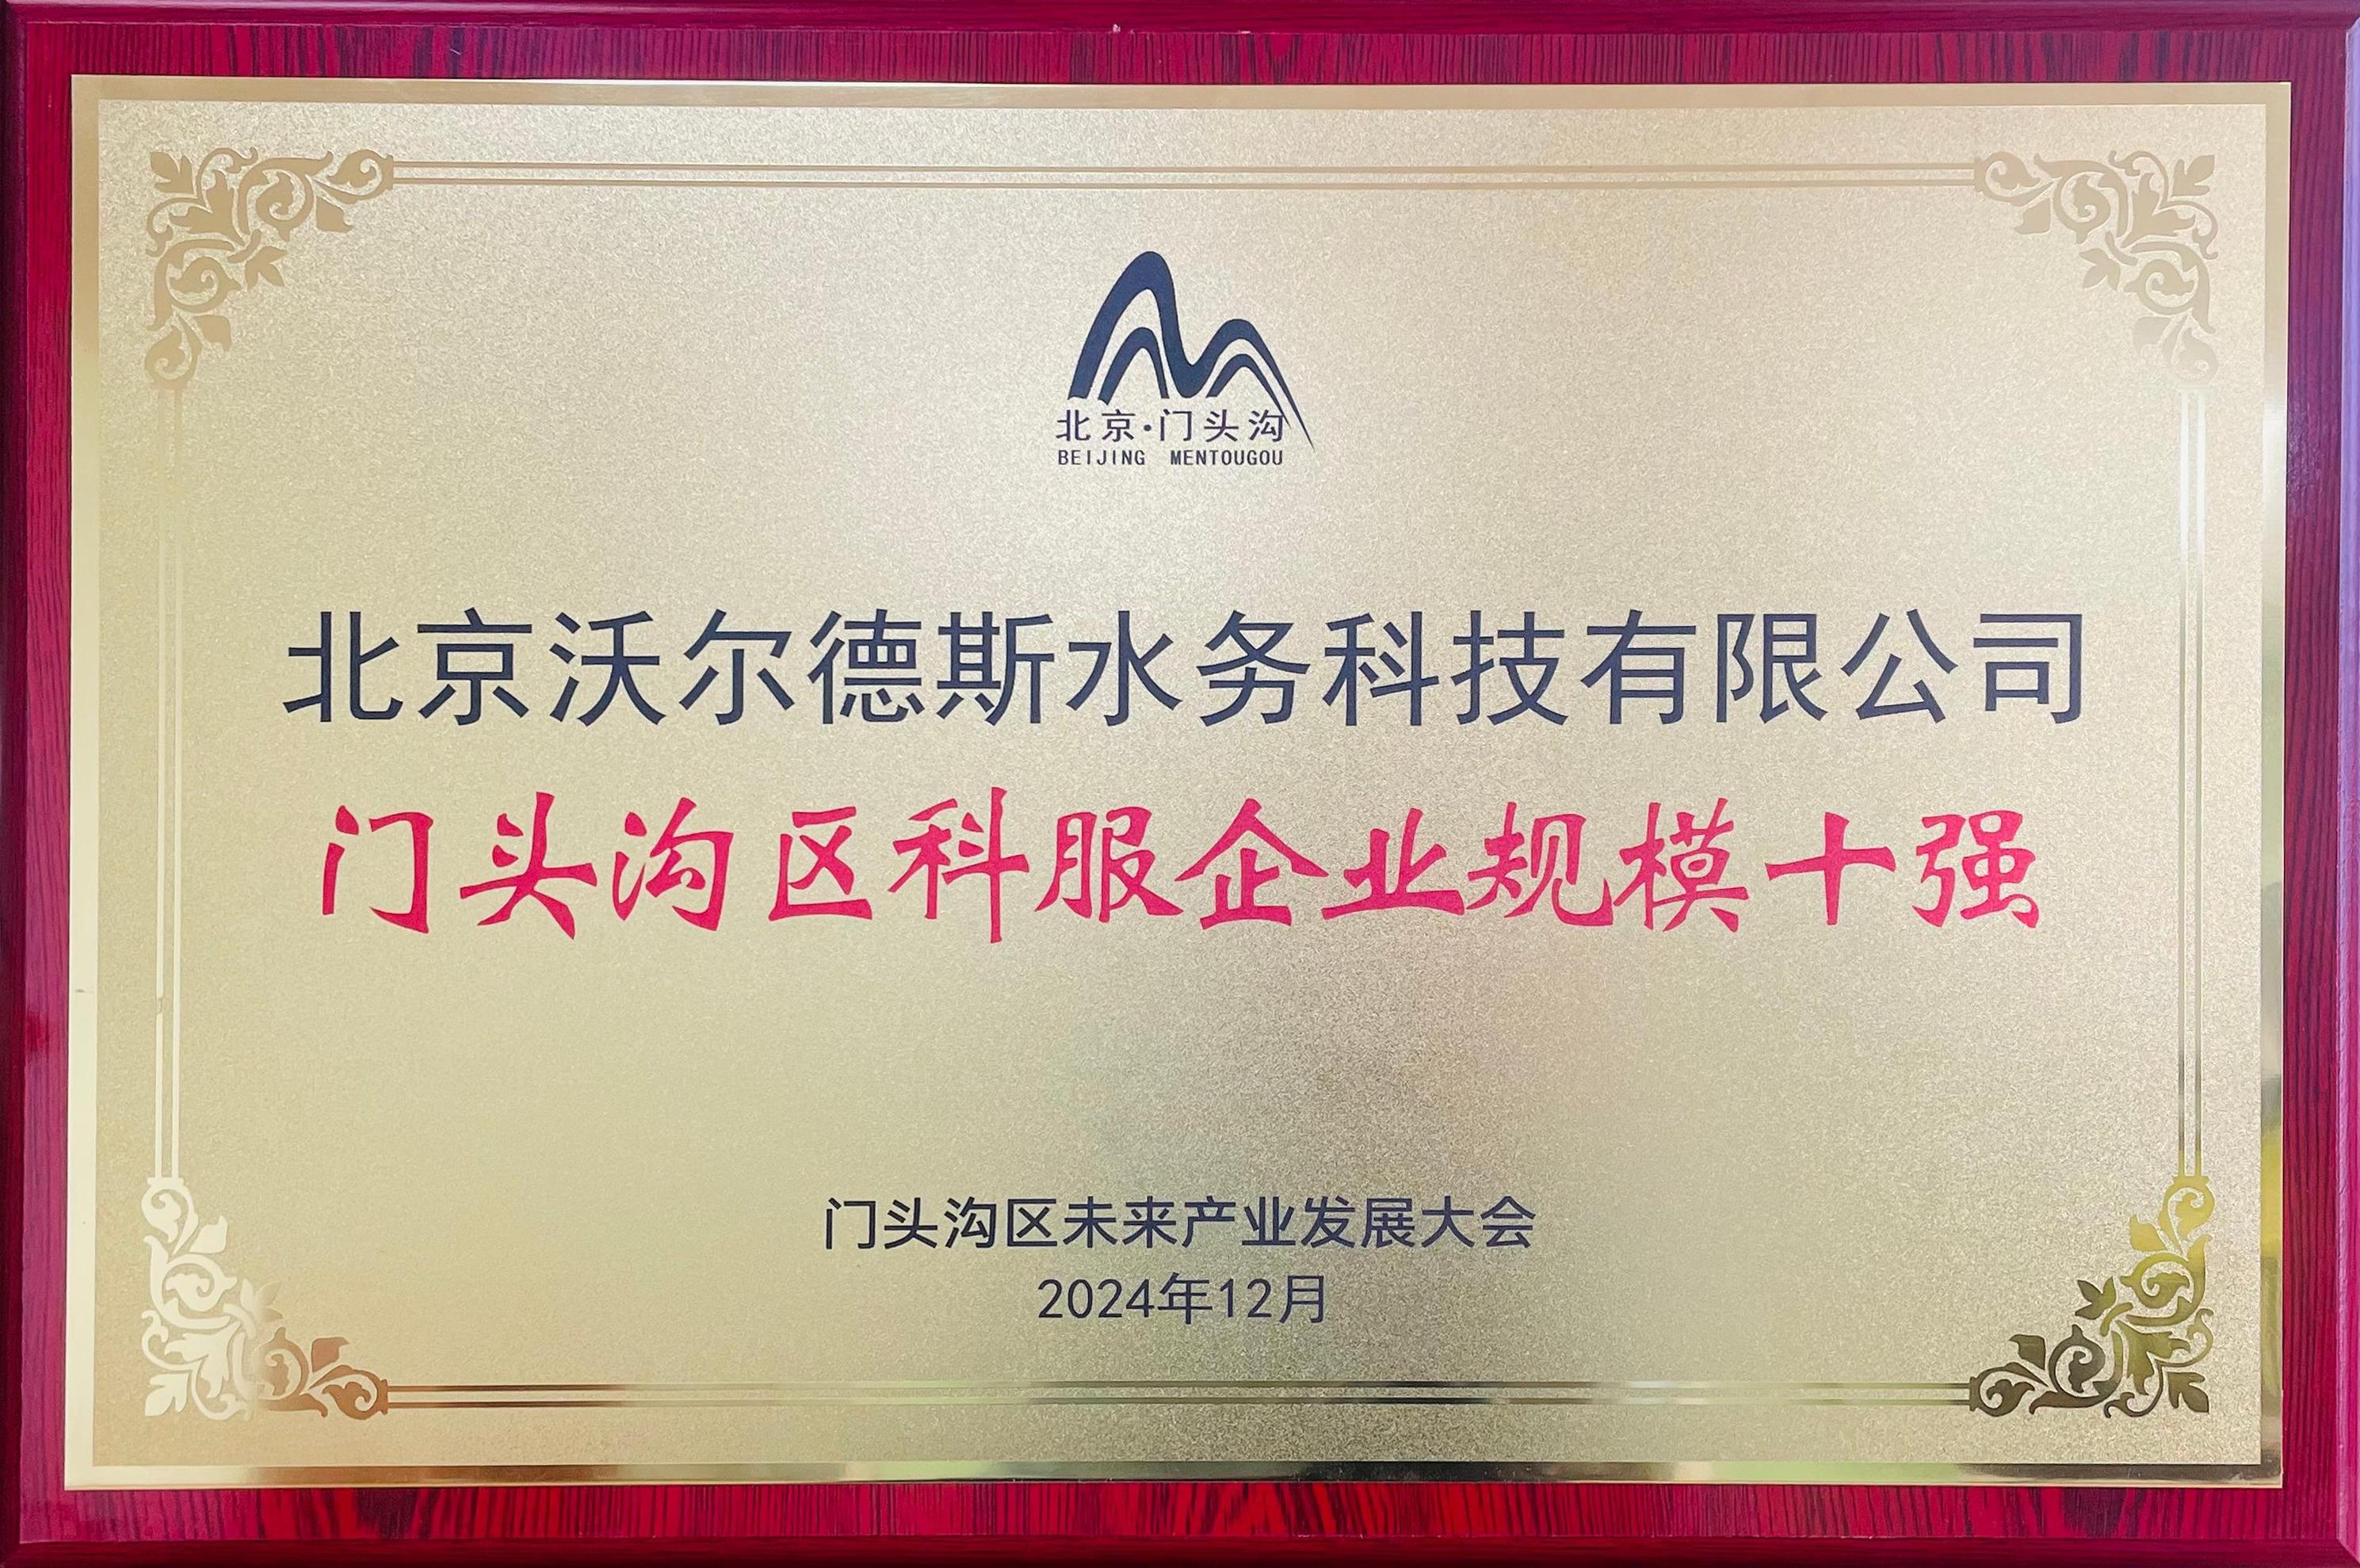 北京·门头沟
BEIJING MENTOUGOU
北京沃尔德斯水务科技有限公司
门头沟区科服企业规模十强
门头沟区未来产业发展大会
2024年12月